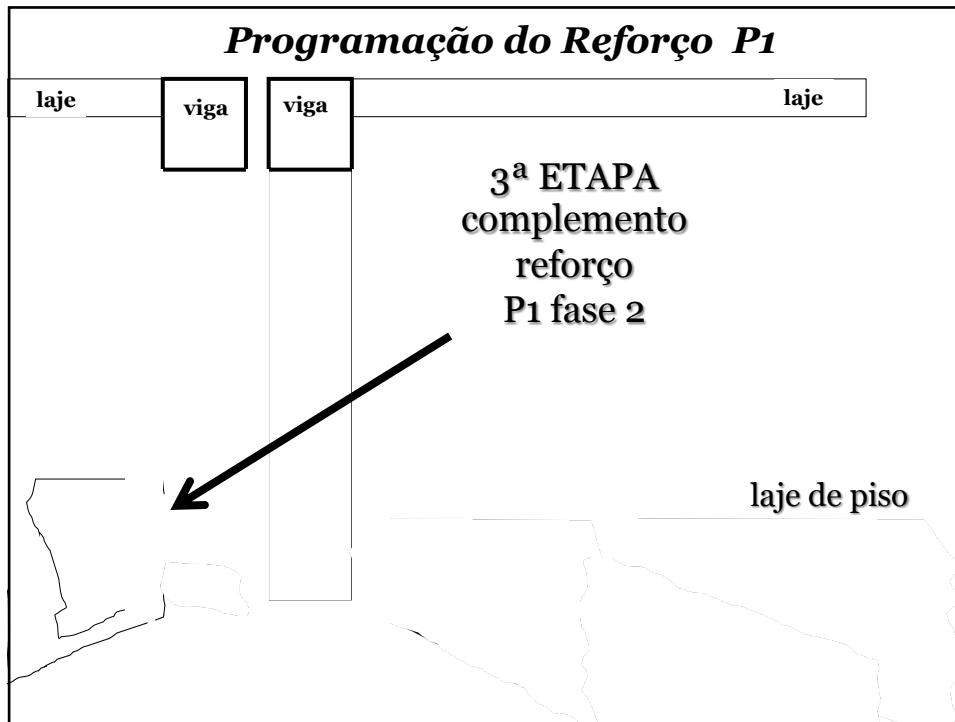 Programação do Reforço P1
laje
viga
viga
laje
3ª ETAPA
complemento
reforço
P1 fase 2
laje de piso